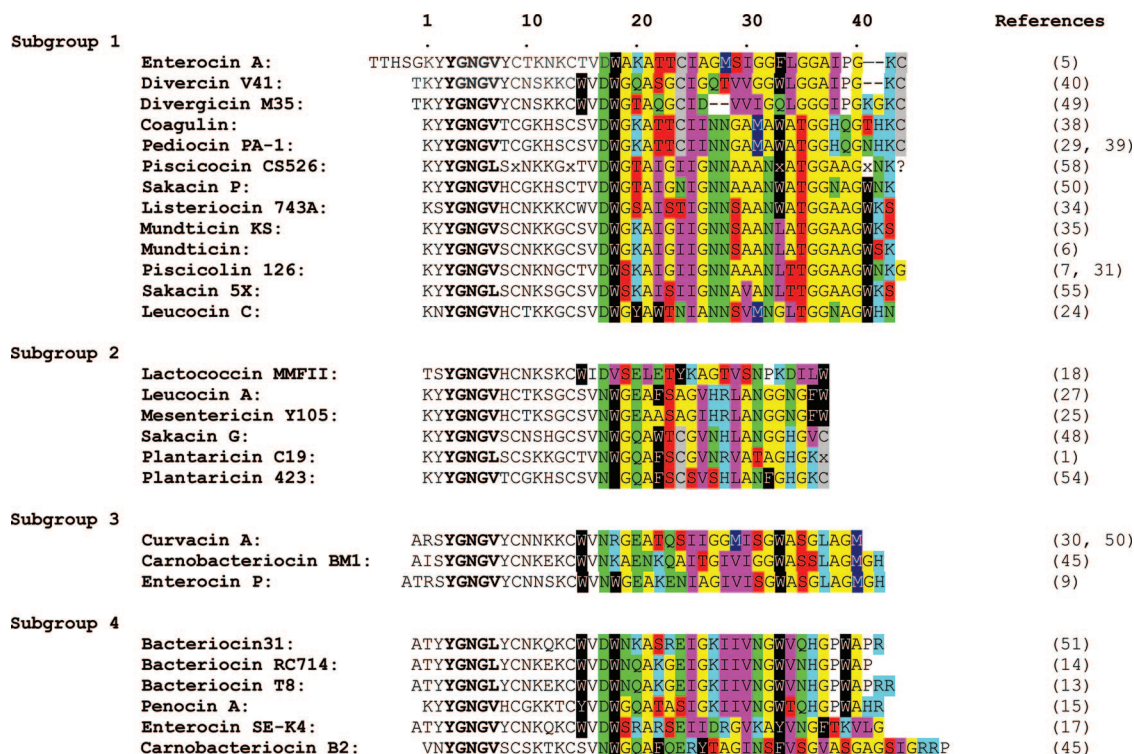 1 10 20 30 40 References
Subgroup 1
Enterocin A: TTHSGKYYYGNGVYCTKNKCTVDWAKATTCIAGMSIGGFLGGAIPG--KC (5)
Divercin V41: TKYYGNGVYCNSKKCWVDWGQASGCIGQTVVGGWLGGAIPG--KC (40)
Divergicin M35: TKYYGNGVYCNSKKCWVDWGTAQGCID--VVIGQLGGGIPGKGKC (49)
Coagulin: KYYGNGVTCGKHSCSVDWGKATTCIINNGAMAWATGGHQGTHKC (38)
Pediocin PA-1: KYYGNGVTCGKHSCSVDWGKATTCIINNGAMAWATGGHQGNHKC (29, 39)
Piscicocin CS526: KYYGNGLSxNKKGxTVDWGTAIGIIGNNAAANxATGGAAGxNK? (58)
Sakacin P: KYYGNGVHCGKHSCTVDWGTAIGNIGNNAAANWATGGNAGWNK (50)
Listeriocin 743A: KSYGNGVHCNKKKCWVDWGSAISTIGNNSAANWATGGAAGWKS (34)
Mundticin KS: KYYGNGVSCNKKGCSVDWGKAIGIIGNNSAANLATGGAAGWKS (35)
Mundticin: KYYGNGVSCNKKGCSVDWGKAIGIIGNNSAANLATGGAAGWSK (6)
Piscicolin 126: KYYGNGVSCNKNGCTVDWSKAIGIIGNNAAANLTTGGAAGWNKG (7, 31)
Sakacin 5X: KYYGNGLSCNKSGCSVDWSKAISIIGNNAVANLTTGGAAGWKS (55)
Leucocin C: KNYGNGVHCTKKGCSVDWGYAWTNIANNSVMNGLTGGNAGWHN (24)
Subgroup 2
Lactococcin MMFII: TSYGNGVHCNKSKCWIDVSELETYKAGTVSNPKDILW (18)
Leucocin A: KYYGNGVHCTKSGCSVNWGEAFSAGVHRLANGGNGFW (27)
Mesentericin Y105: KYYGNGVHCTKSGCSVNWGEAASAGIHRLANGGNGFW (25)
Sakacin G: KYYGNGVSCNSHGCSVNWGQAWTCGVNHLANGGHGVC (48)
Plantaricin C19: KYYGNGLSCSKKGCTVNWGQAFSCGVNRVATAGHGKx (1)
Plantaricin 423: KYYGNGVTCGKHSCSVNWGQAFSCSVSHLANFGHGKC (54)
Subgroup 3
Curvacin A: ARSYGNGVYCNNKKCWVNRGEATQSIIGGMISGWASGLAGM (30, 50)
Carnobacteriocin BM1: AISYGNGVYCNKEKCWVNKAENKQAITGIVIGGWASSLAGMGH (45)
Enterocin P: ATRSYGNGVYCNNSKCWVNWGEAKENIAGIVISGWASGLAGMGH (9)
Subgroup 4
Bacteriocin31: ATYYGNGLYCNKQKCWVDWNKASREIGKIIVNGWVQHGPWAPR (51)
Bacteriocin RC714: ATYYGNGLYCNKEKCWVDWNQAKGEIGKIIVNGWVNHGPWAP (14)
Bacteriocin T8: ATYYGNGLYCNKEKCWVDWNQAKGEIGKIIVNGWVNHGPWAPRR (13)
Penocin A: KYYGNGVHCGKKTCYVDWGQATASIGKIIVNGWTQHGPWAHR (15)
Enterocin SE-K4: ATYYGNGVYCNKQKCWVDWSRARSEIIDRGVKAYVNGFTKVLG (17)
Carnobacteriocin B2: VNYGNGVSCSKTKCSVNWGQAFQERYTAGINSFVSGVASGAGSIGRRP (45)